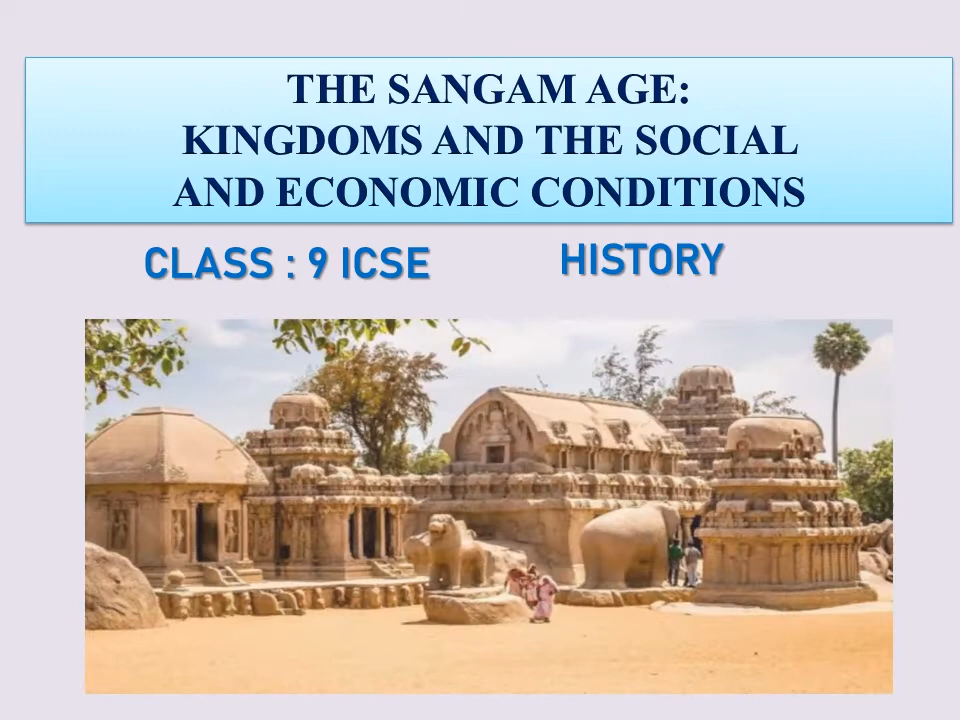 THE SANGAM AGE:
KINGDOMS AND THE SOCIAL
AND ECONOMIC CONDITIONS
CLASS : 9 ICSE
HISTORY